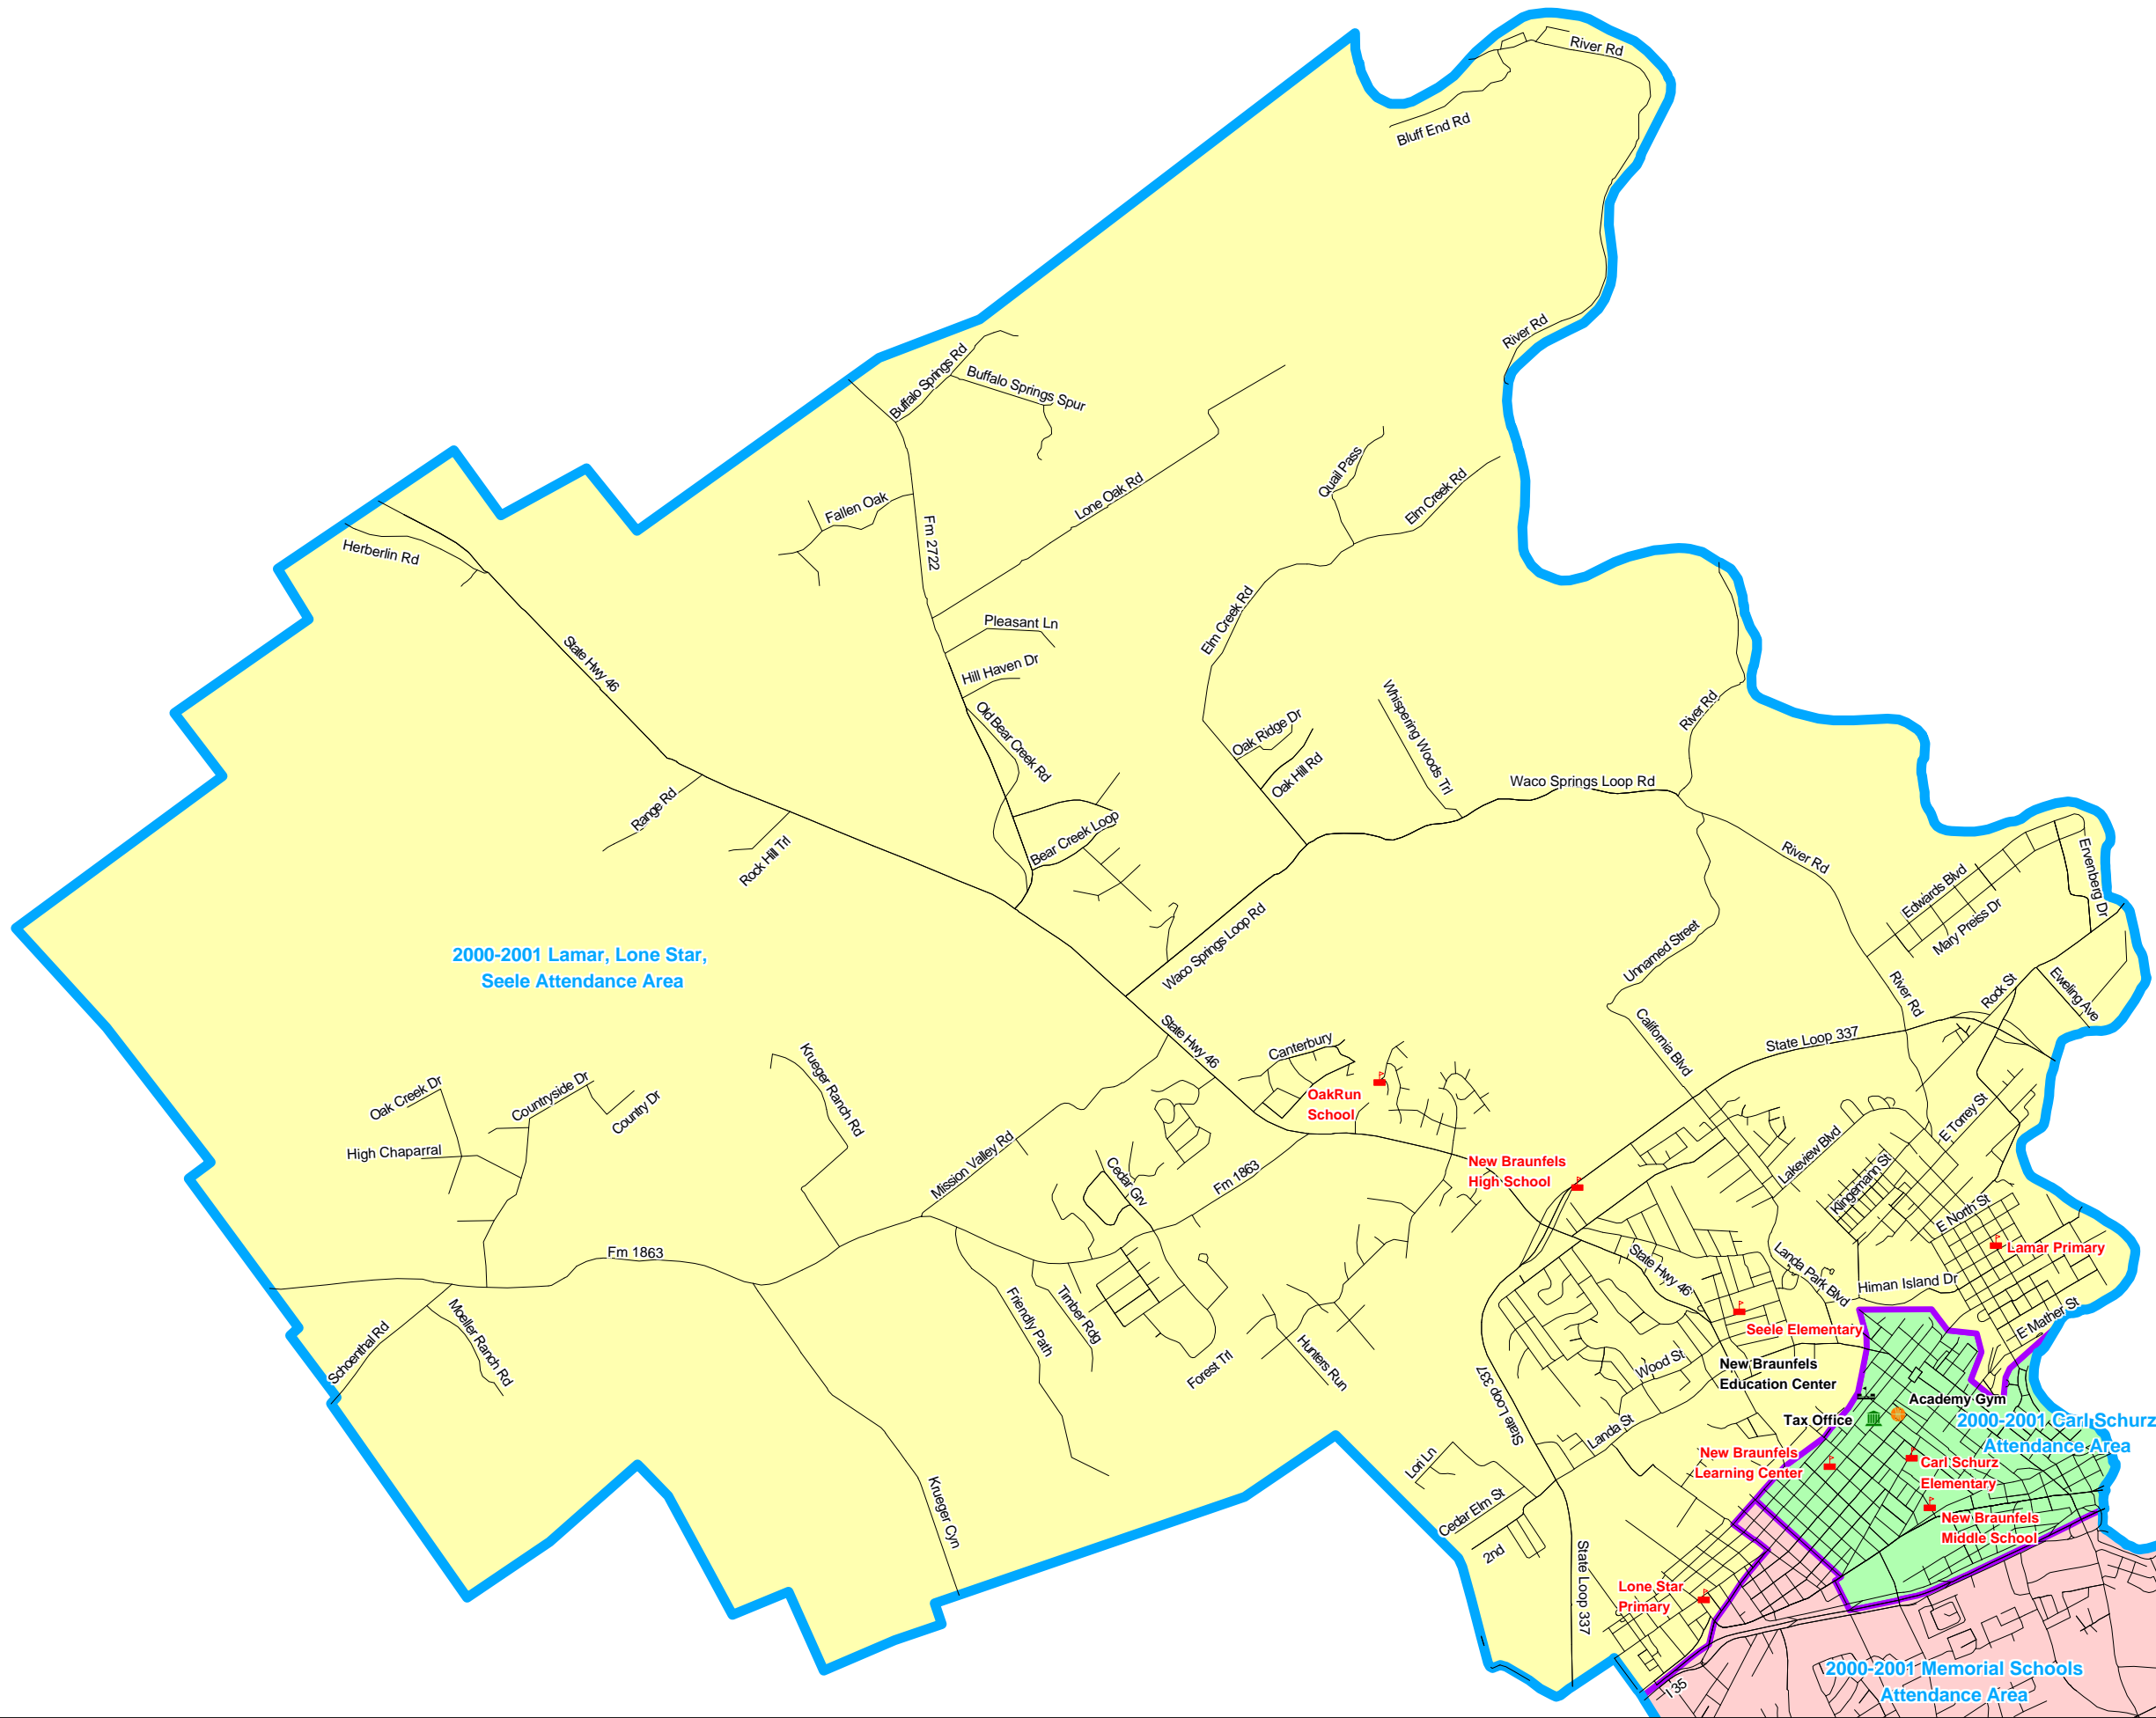 River Rd
Bluff End Rd
River Rd
Buffalo Springs Rd
Buffalo Springs Spur
Quail Pass
Lone Oak Rd
Elm Creek Rd
Fallen Oak
Fm 2722
Herberlin Rd
Elm Creek Rd
Pleasant Ln
State Hwy 46
Hill Haven Dr
Old Bear Creek Rd
Whispering Woods Trl
River Rd
Oak Ridge Dr
Oak Hill Rd
Waco Springs Loop Rd
Range Rd
Bear Creek Loop
Rock Hill Trl
River Rd
Ervenberg Dr
Edwards Blvd
Mary Preiss Dr
Waco Springs Loop Rd
Unnamed Street
2000-2001 Lamar, Lone Star,
Seele Attendance Area
River Rd
Rock St
Eweling Ave
State Hwy 46
California Blvd
State Loop 337
Canterbury
Krueger Ranch Rd
Oak Creek Dr
Countryside Dr
Country Dr
OakRun
School
E Torrey St
High Chaparral
Mission Valley Rd
Cedar Grv
Fm 1863
New Braunfels
High School
Lakeview Blvd
Klingemann St
E North St
Lamar Primary
Fm 1863
State Hwy 46
Landa Park Blvd
Himan Island Dr
Friendly Path
Timber Rdg
Moeller Ranch Rd
Schoenthal Rd
Forest Trl
Hunters Run
State Loop 337
Seele Elementary
E Mather St
Wood St
New Braunfels
Education Center
Academy Gym
Tax Office
2000-2001 Carl Schurz
Attendance Area
Landa St
Lori Ln
New Braunfels
Learning Center
Carl Schurz
Elementary
Krueger Cyn
Cedar Elm St
New Braunfels
Middle School
2nd
State Loop 337
Lone Star
Primary
I 35
2000-2001 Memorial Schools
Attendance Area